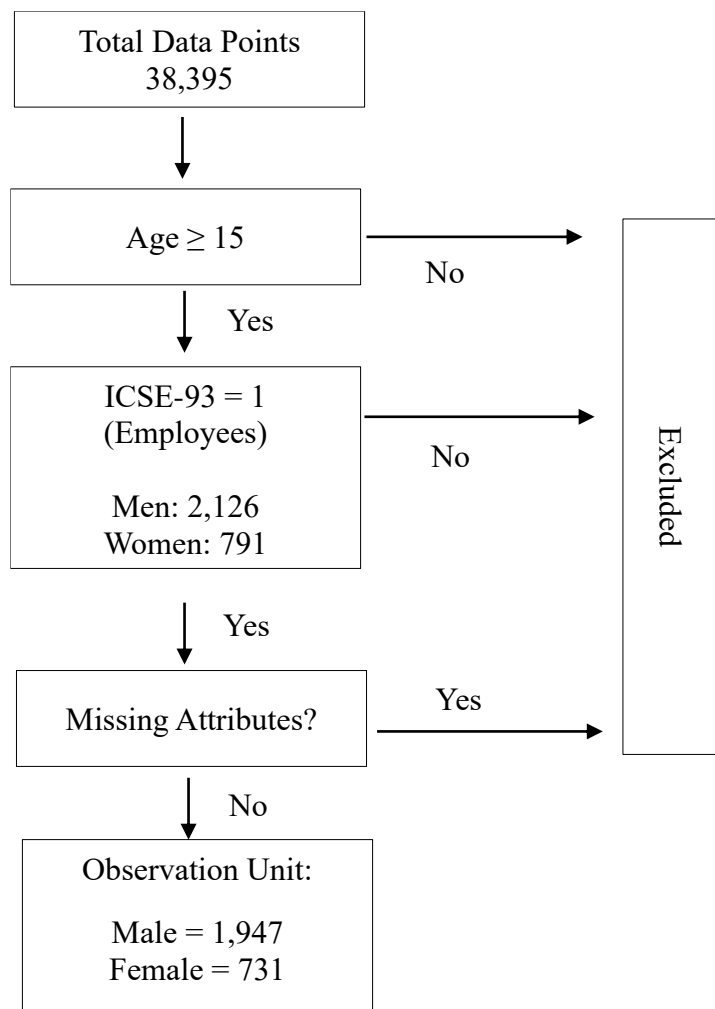 Total Data Points
38,395
Age ≥ 15
No
Yes
ICSE-93 = 1
(Employees)
Men: 2,126
Women: 791
No
Excluded
Yes
Missing Attributes?
Yes
No
Observation Unit:
Male = 1,947
Female = 731